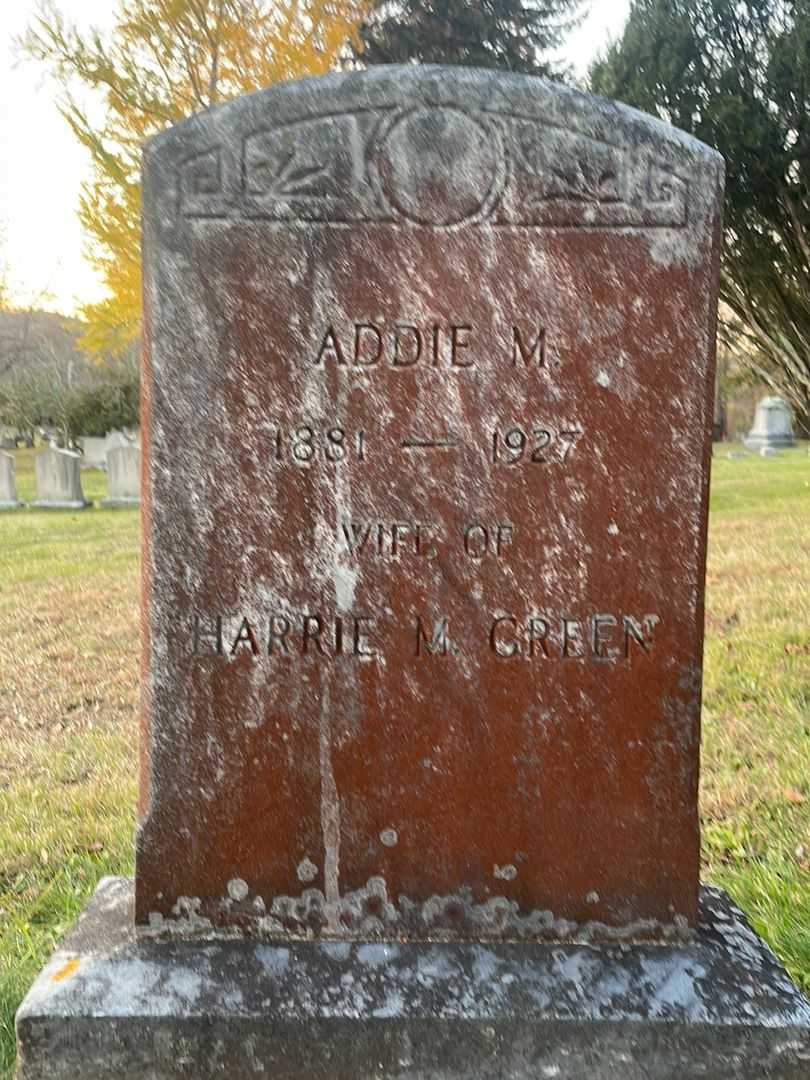 ADDIE M.
1881 — 1927
WIFE OF
HARRIE M. GREEN